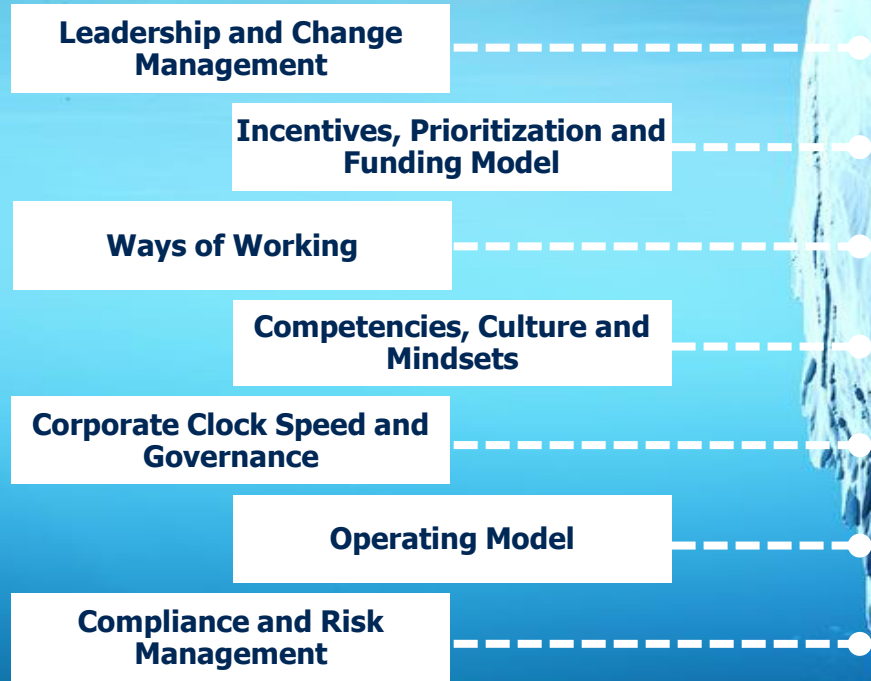 Leadership and Change
Management
Incentives, Prioritization and
Funding Model
Ways of Working
Competencies, Culture and
Mindsets
Corporate Clock Speed and
Governance
Operating Model
Compliance and Risk
Management